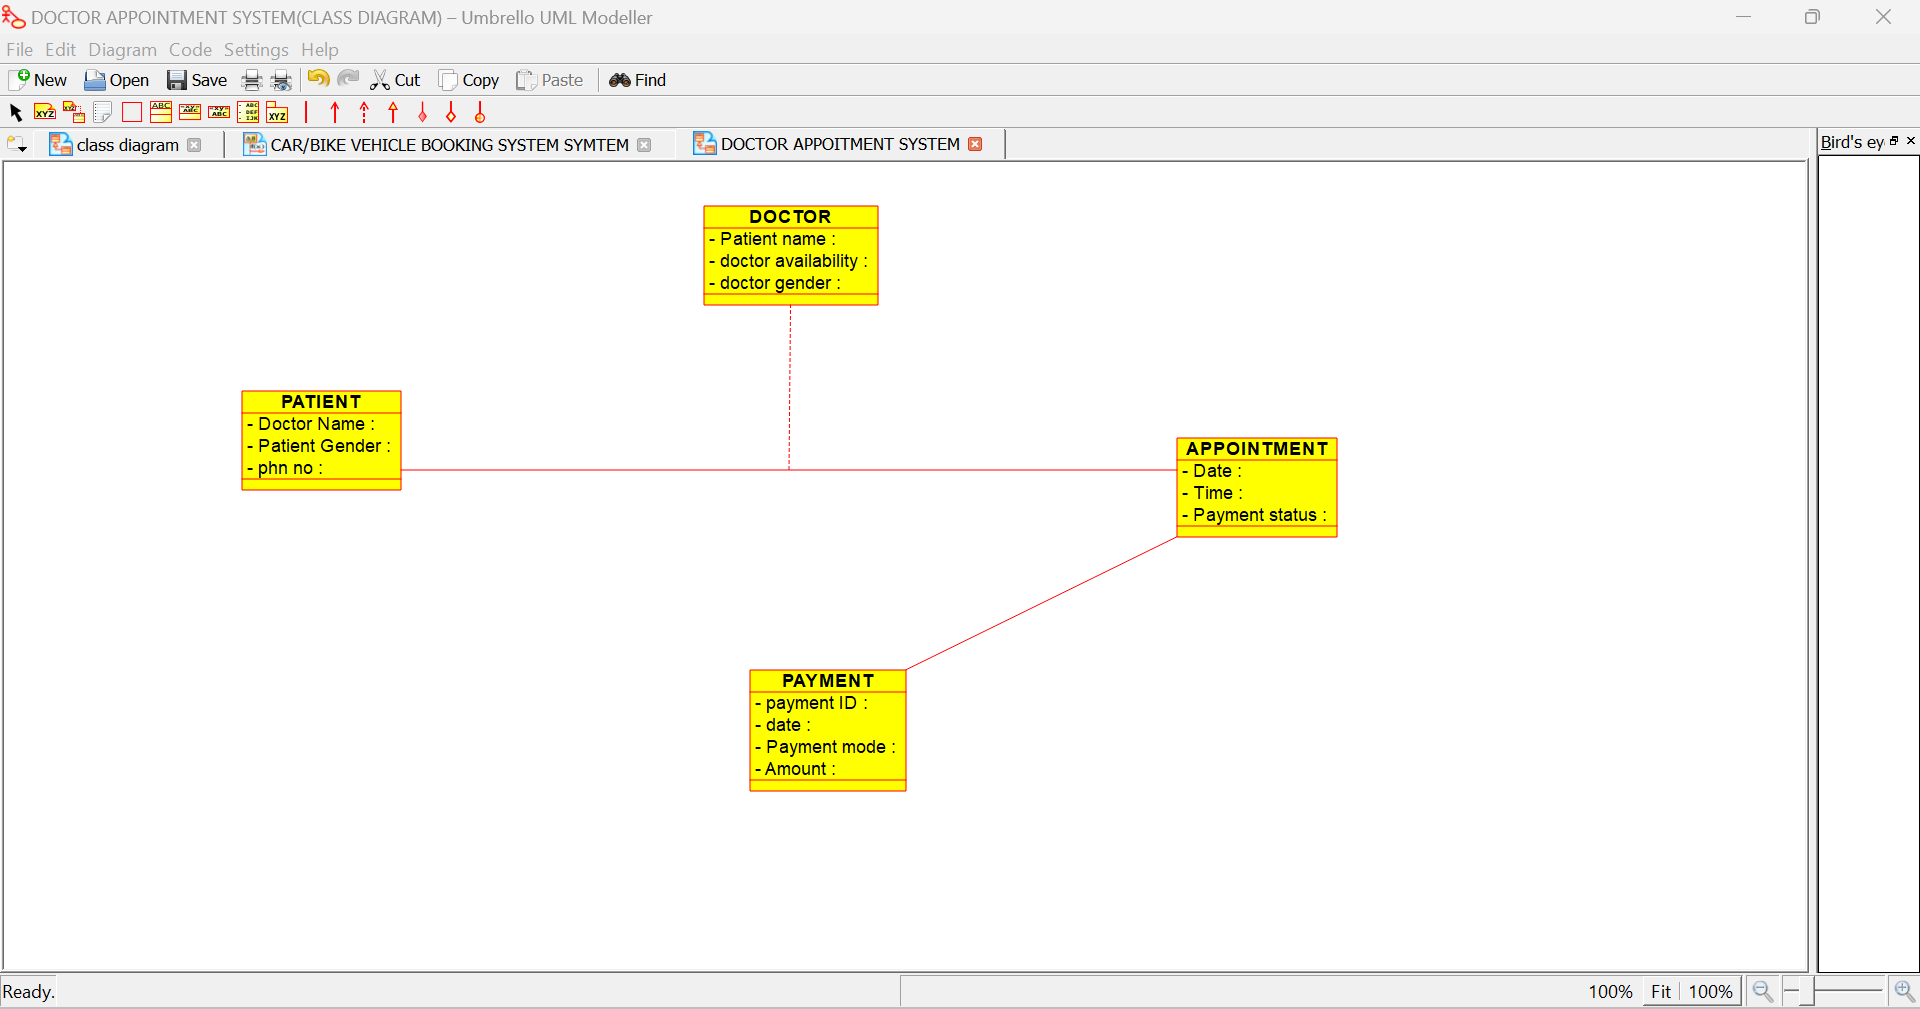 DOCTOR APPOINTMENT SYSTEM(CLASS DIAGRAM) – Umbrello UML Modeller
File Edit Diagram Code Settings Help
New Open Save Cut Copy Paste Find
XYZ ABC XYZ
class diagram CAR/BIKE VEHICLE BOOKING SYSTEM SYMTEM DOCTOR APPOITMENT SYSTEM Bird's ey
DOCTOR
- Patient name :
- doctor availability :
- doctor gender :
PATIENT
- Doctor Name :
- Patient Gender :
- phn no :
APPOINTMENT
- Date :
- Time :
- Payment status :
PAYMENT
- payment ID :
- date :
- Payment mode :
- Amount :
Ready. 100% Fit 100%